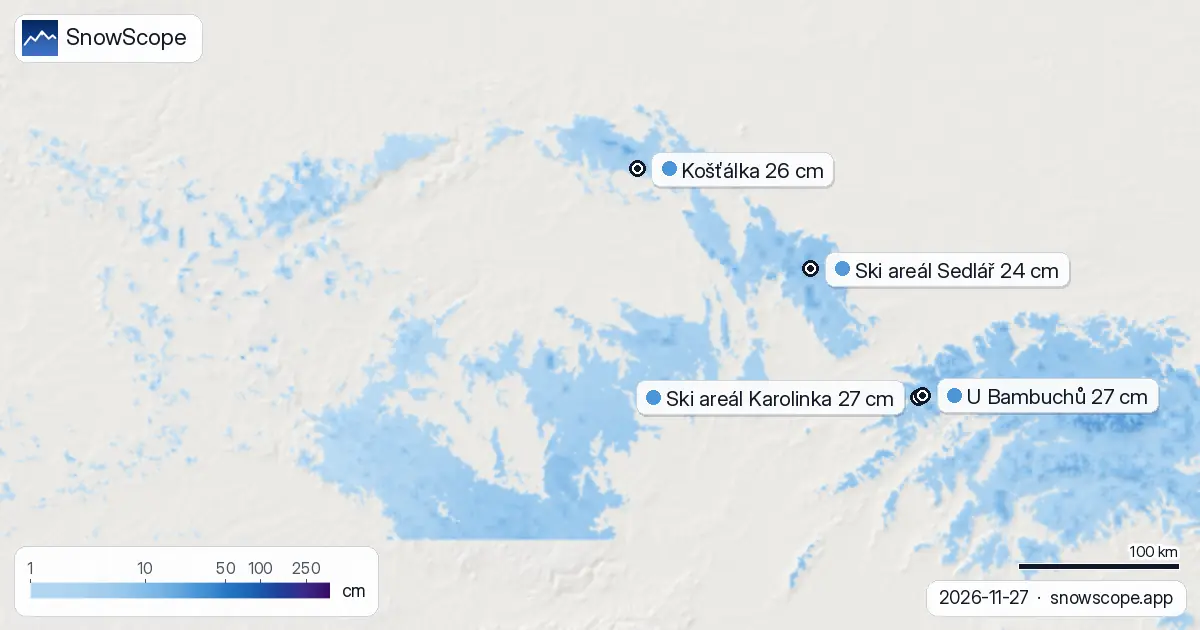 SnowScope
Košťálka 26 cm
Ski areál Sedlář 24 cm
Ski areál Karolinka 27 cm
U Bambuchů 27 cm
1 10 50 100 250
cm
100 km
2026-11-27 · snowscope.app